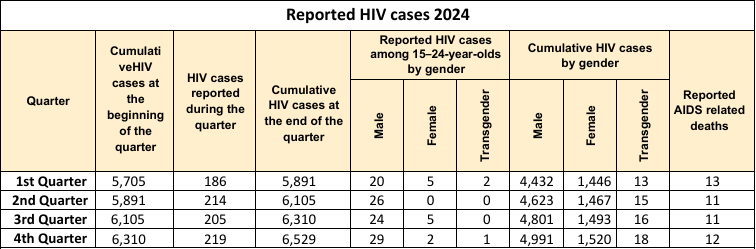 Reported HIV cases 2024
Quarter
Cumulati
veHIV
cases at
the
beginning
of the
quarter
HIV cases
reported
during the
quarter
Cumulative
HIV cases at
the end of the
quarter
Reported HIV cases
among 15–24-year-olds
by gender
Male
Female
Transgender
Cumulative HIV cases
by gender
Male
Female
Transgender
Reported
AIDS related
deaths
1st Quarter 5,705 186 5,891 20 5 2 4,432 1,446 13 13
2nd Quarter 5,891 214 6,105 26 0 0 4,623 1,467 15 11
3rd Quarter 6,105 205 6,310 24 5 0 4,801 1,493 16 11
4th Quarter 6,310 219 6,529 29 2 1 4,991 1,520 18 12